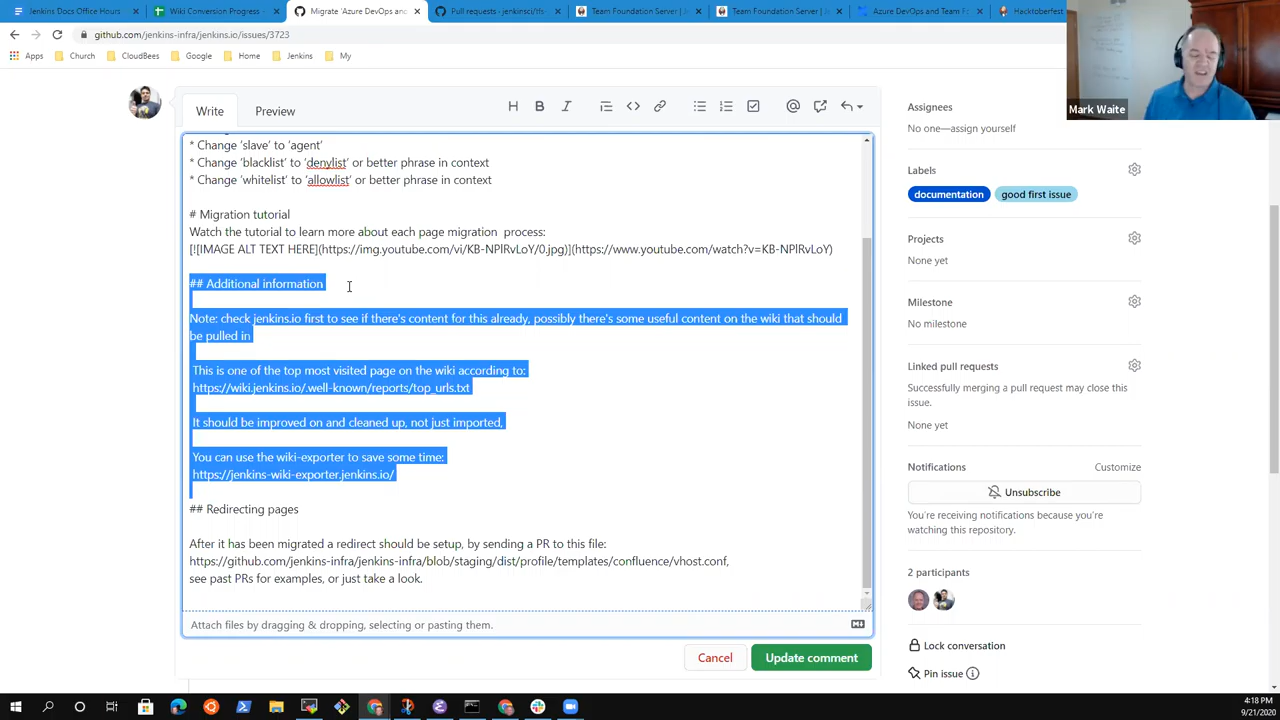 Jenkins Docs Office Hours
Wiki Conversion Progress -
Migrate 'Azure DevOps and
Pull requests · jenkinsci/tfs-
Team Foundation Server |
Team Foundation Server |
Azure DevOps and Team F
Hacktoberfest
github.com/jenkins-infra/jenkins.io/issues/3723
Apps
Church
CloudBees
Google
Home
Jenkins
My
Mark Waite
Write
Preview
* Change 'slave' to 'agent'
* Change 'blacklist' to 'denylist' or better phrase in context
* Change 'whitelist' to 'allowlist' or better phrase in context
# Migration tutorial
Watch the tutorial to learn more about each page migration process:
[![IMAGE ALT TEXT HERE](https://img.youtube.com/vi/KB-NPlRvLoY/0.jpg)](https://www.youtube.com/watch?v=KB-NPlRvLoY)
## Additional information
Note: check jenkins.io first to see if there's content for this already, possibly there's some useful content on the wiki that should
be pulled in
This is one of the top most visited page on the wiki according to:
https://wiki.jenkins.io/.well-known/reports/top_urls.txt
It should be improved on and cleaned up, not just imported,
You can use the wiki-exporter to save some time:
https://jenkins-wiki-exporter.jenkins.io/
## Redirecting pages
After it has been migrated a redirect should be setup, by sending a PR to this file:
https://github.com/jenkins-infra/jenkins-infra/blob/staging/dist/profile/templates/confluence/vhost.conf,
see past PRs for examples, or just take a look.
Attach files by dragging & dropping, selecting or pasting them.
Cancel
Update comment
Assignees
No one—assign yourself
Labels
documentation
good first issue
Projects
None yet
Milestone
No milestone
Linked pull requests
Successfully merging a pull request may close this
issue.
None yet
Notifications
Customize
Unsubscribe
You're receiving notifications because you're
watching this repository.
2 participants
Lock conversation
Pin issue
4:18 PM
9/21/2020